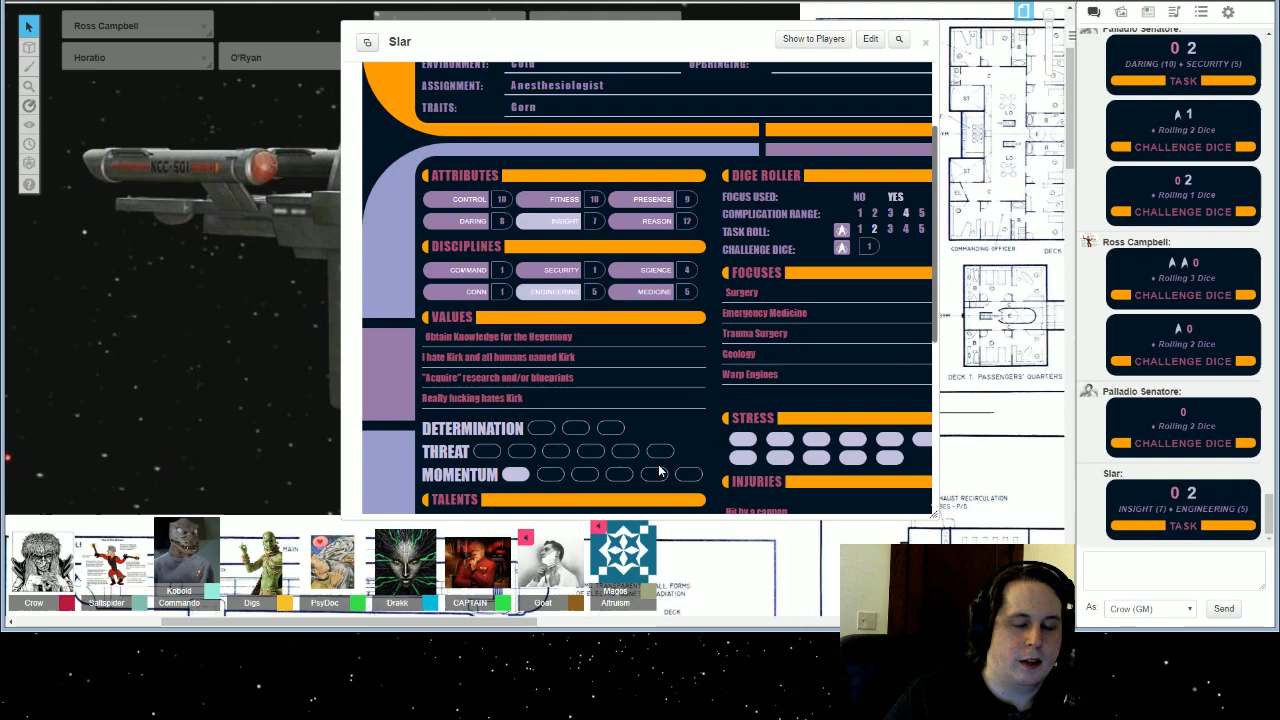 Ross Campbell
Horatio
O'Ryan
NCC-501
Slar
Show to Players
Edit
ENVIRONMENT: Cold
UPBRINGING:
ASSIGNMENT: Anesthesiologist
TRAITS: Gorn
ATTRIBUTES
CONTROL 10 FITNESS 10 PRESENCE 9
DARING 8 INSIGHT 7 REASON 12
DISCIPLINES
COMMAND 1 SECURITY 1 SCIENCE 4
CONN 1 ENGINEERING 5 MEDICINE 5
VALUES
Obtain Knowledge for the Hegemony
I hate Kirk and all humans named Kirk
"Acquire" research and/or blueprints
Really fucking hates Kirk
DETERMINATION
THREAT
MOMENTUM
TALENTS
DICE ROLLER
FOCUS USED: NO YES
COMPLICATION RANGE: 1 2 3 4 5
TASK ROLL: 1 2 3 4 5
CHALLENGE DICE: 1
FOCUSES
Surgery
Emergency Medicine
Trauma Surgery
Geology
Warp Engines
STRESS
INJURIES
Hit by a cannon
COMMANDING OFFICER
DECK
DECK 7. PASSENGERS' QUARTERS
Palladio Senatore:
0 2
DARING (10) + SECURITY (5)
TASK
1
Rolling 2 Dice
CHALLENGE DICE
0 2
Rolling 1 Dice
CHALLENGE DICE
Ross Campbell:
0
Rolling 3 Dice
CHALLENGE DICE
0
Rolling 2 Dice
CHALLENGE DICE
Palladio Senatore:
0
Rolling 2 Dice
CHALLENGE DICE
Slar:
0 2
INSIGHT (7) + ENGINEERING (5)
TASK
As: Crow (GM)
Send
MAIN
Crow
Saltspider
Kobold
Commando
Digs
PsyDoc
Drakk
CAPTAIN
Goat
Magos
Altruism
DECK